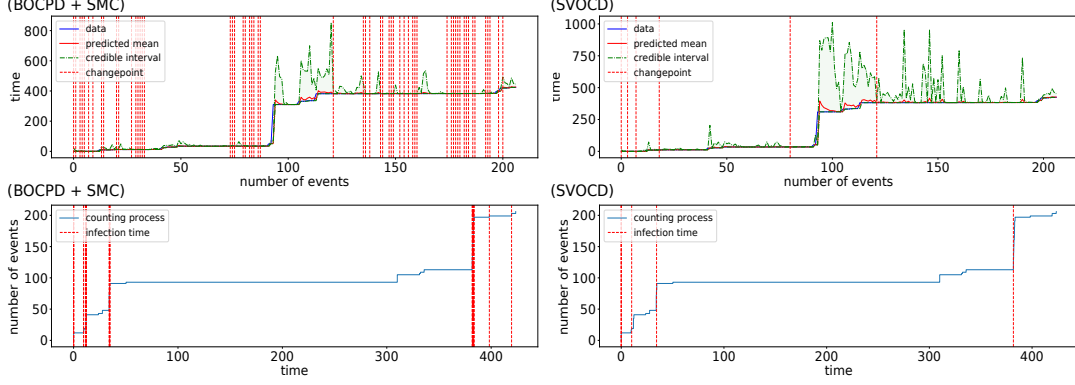 (BOCPD + SMC)
800
600
400
200
0
time
data
predicted mean
credible interval
changepoint
0
50
100
150
200
number of events
(SVOCD)
1000
750
500
250
0
time
data
predicted mean
credible interval
changepoint
0
50
100
150
200
number of events
(BOCPD + SMC)
200
150
100
50
0
number of events
counting process
infection time
0
100
200
300
400
time
(SVOCD)
200
150
100
50
0
number of events
counting process
infection time
0
100
200
300
400
time